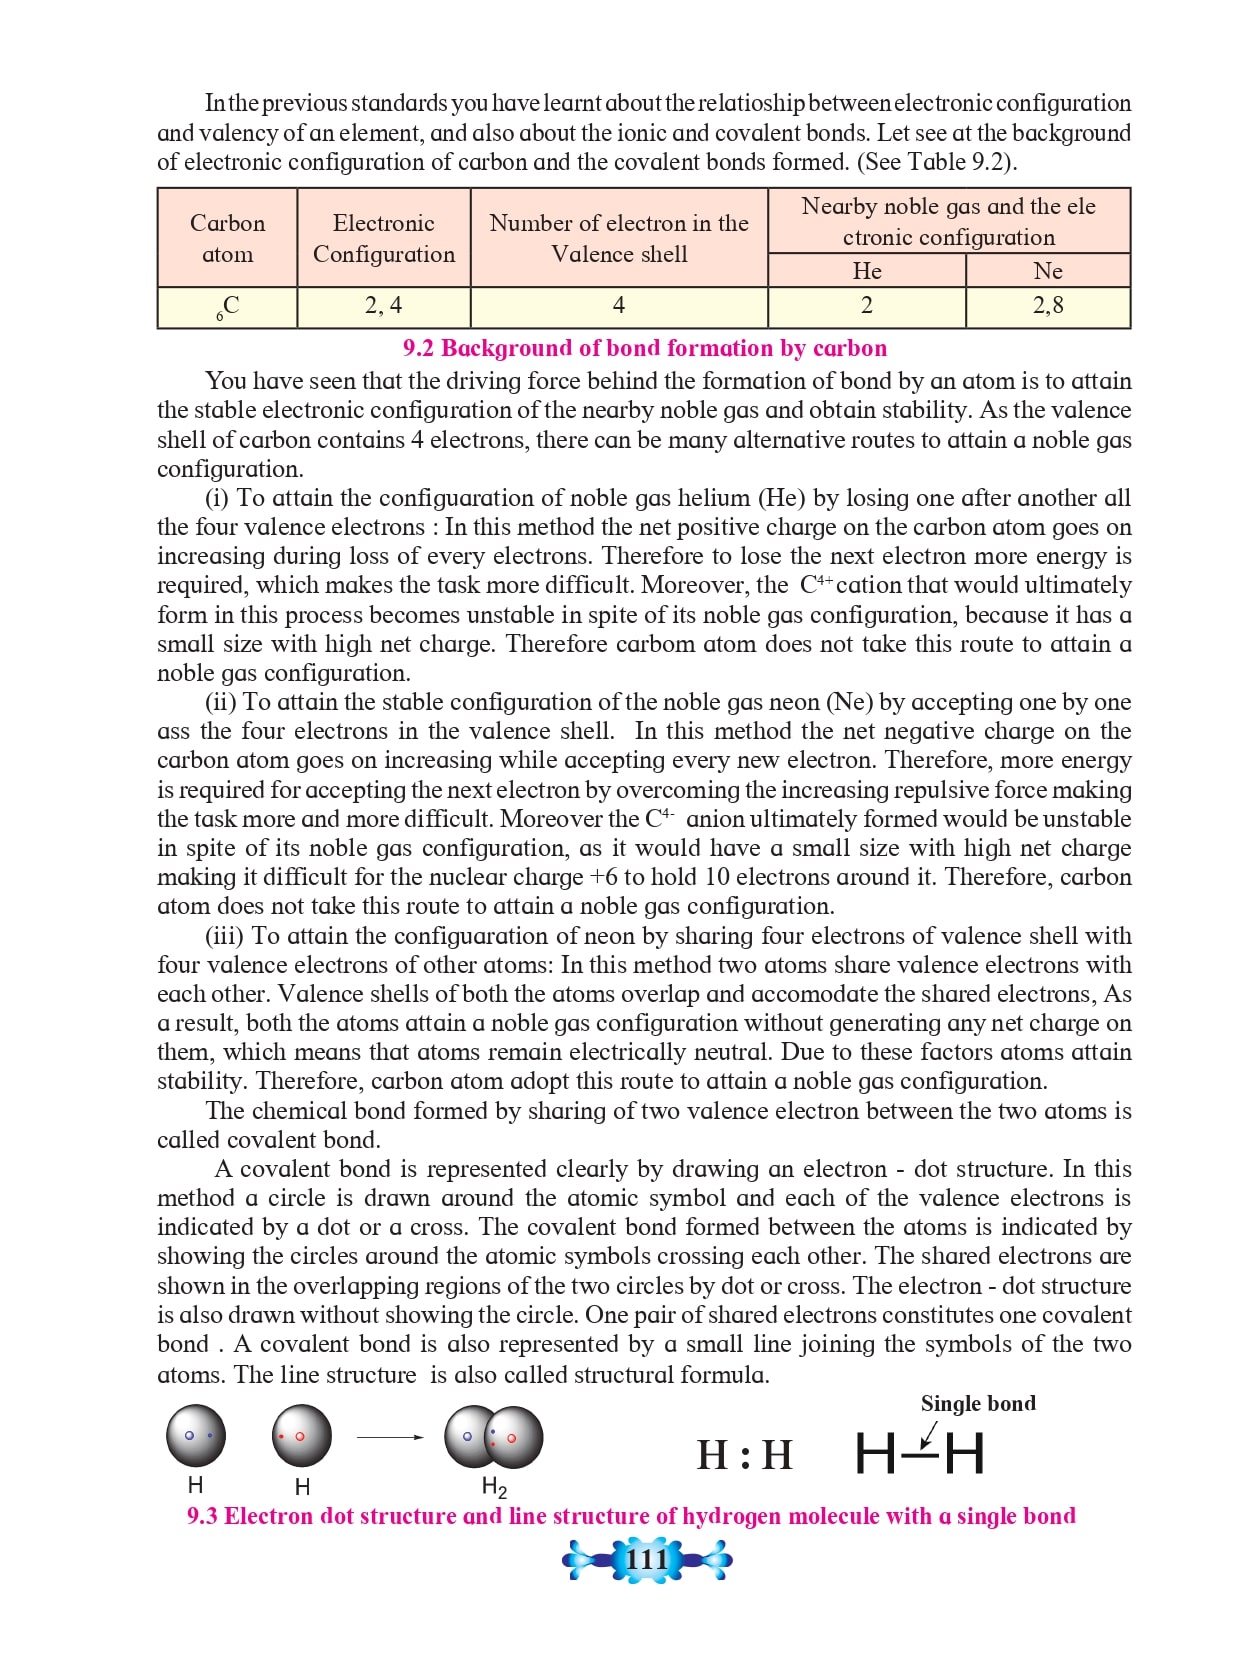 In the previous standards you have learnt about the relatioship between electronic configuration
and valency of an element, and also about the ionic and covalent bonds. Let see at the background
of electronic configuration of carbon and the covalent bonds formed. (See Table 9.2).
Carbon atom
Electronic Configuration
Number of electron in the Valence shell
Nearby noble gas and the ele
ctronic configuration
He Ne
₆C 2, 4 4 2 2,8
9.2 Background of bond formation by carbon
You have seen that the driving force behind the formation of bond by an atom is to attain
the stable electronic configuration of the nearby noble gas and obtain stability. As the valence
shell of carbon contains 4 electrons, there can be many alternative routes to attain a noble gas
configuration.
(i) To attain the configuaration of noble gas helium (He) by losing one after another all
the four valence electrons : In this method the net positive charge on the carbon atom goes on
increasing during loss of every electrons. Therefore to lose the next electron more energy is
required, which makes the task more difficult. Moreover, the C⁴⁺ cation that would ultimately
form in this process becomes unstable in spite of its noble gas configuration, because it has a
small size with high net charge. Therefore carbom atom does not take this route to attain a
noble gas configuration.
(ii) To attain the stable configuration of the noble gas neon (Ne) by accepting one by one
ass the four electrons in the valence shell. In this method the net negative charge on the
carbon atom goes on increasing while accepting every new electron. Therefore, more energy
is required for accepting the next electron by overcoming the increasing repulsive force making
the task more and more difficult. Moreover the C⁴⁻ anion ultimately formed would be unstable
in spite of its noble gas configuration, as it would have a small size with high net charge
making it difficult for the nuclear charge +6 to hold 10 electrons around it. Therefore, carbon
atom does not take this route to attain a noble gas configuration.
(iii) To attain the configuaration of neon by sharing four electrons of valence shell with
four valence electrons of other atoms: In this method two atoms share valence electrons with
each other. Valence shells of both the atoms overlap and accomodate the shared electrons, As
a result, both the atoms attain a noble gas configuration without generating any net charge on
them, which means that atoms remain electrically neutral. Due to these factors atoms attain
stability. Therefore, carbon atom adopt this route to attain a noble gas configuration.
The chemical bond formed by sharing of two valence electron between the two atoms is
called covalent bond.
A covalent bond is represented clearly by drawing an electron - dot structure. In this
method a circle is drawn around the atomic symbol and each of the valence electrons is
indicated by a dot or a cross. The covalent bond formed between the atoms is indicated by
showing the circles around the atomic symbols crossing each other. The shared electrons are
shown in the overlapping regions of the two circles by dot or cross. The electron - dot structure
is also drawn without showing the circle. One pair of shared electrons constitutes one covalent
bond . A covalent bond is also represented by a small line joining the symbols of the two
atoms. The line structure is also called structural formula.
Single bond
H : H H–H
H H H₂
9.3 Electron dot structure and line structure of hydrogen molecule with a single bond
111